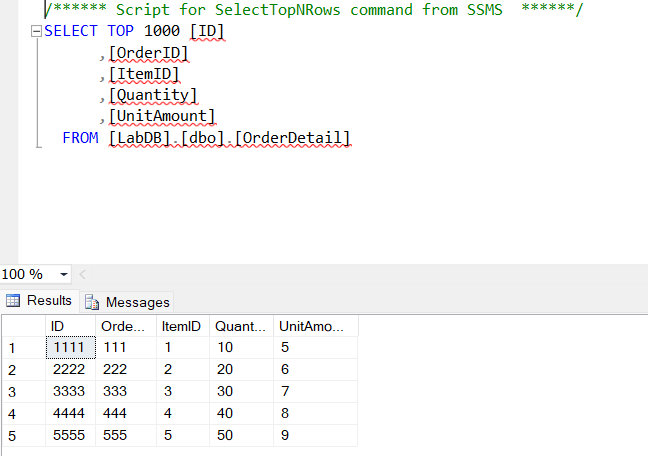 /****** Script for SelectTopNRows command from SSMS  ******/
SELECT TOP 1000 [ID]
,[OrderID]
,[ItemID]
,[Quantity]
,[UnitAmount]
FROM [LabDB].[dbo].[OrderDetail]
100 %
Results Messages
ID Orde... ItemID Quant... UnitAmo...
1 1111 111 1 10 5
2 2222 222 2 20 6
3 3333 333 3 30 7
4 4444 444 4 40 8
5 5555 555 5 50 9